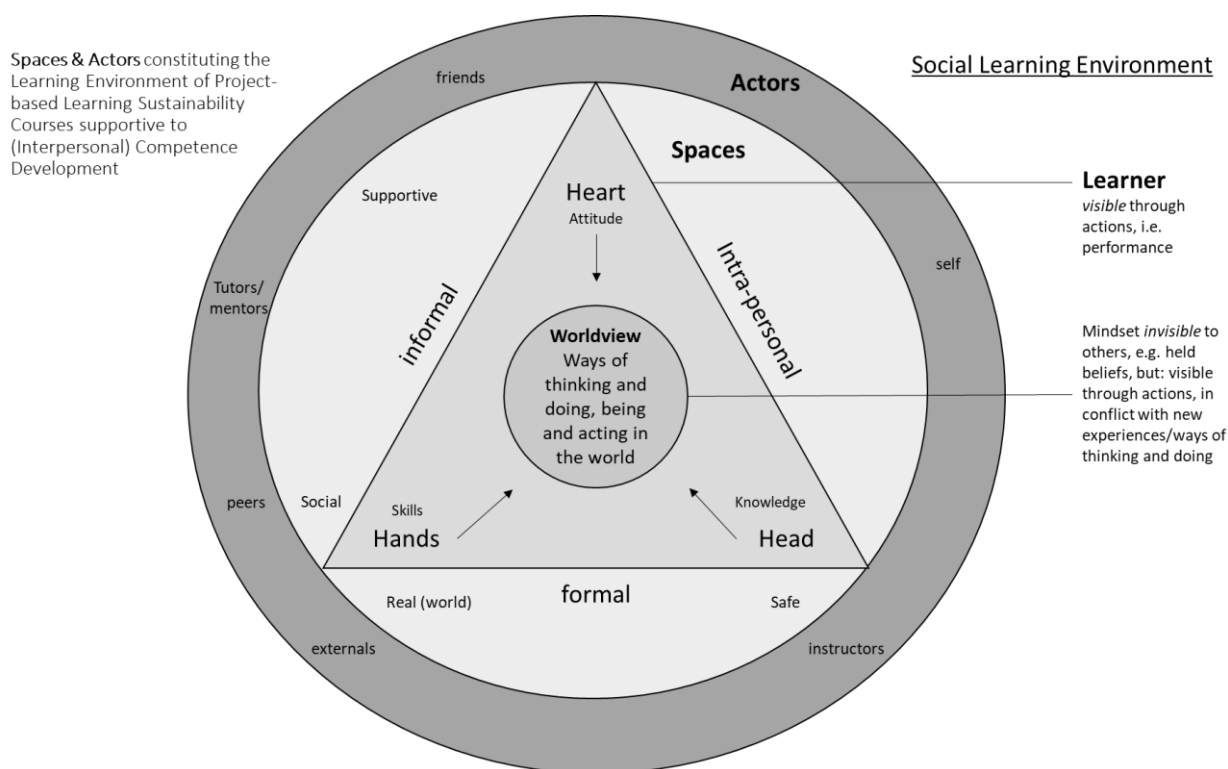 Spaces & Actors constituting the
Learning Environment of Project-
based Learning Sustainability
Courses supportive to
(Interpersonal) Competence
Development
Social Learning Environment
friends
Actors
Spaces
Supportive
Heart
Attitude
Learner
visible through
actions, i.e.
performance
self
Tutors/
mentors
informal
Intra-personal
Worldview
Ways of
thinking and
doing, being
and acting in
the world
Mindset invisible to
others, e.g. held
beliefs, but: visible
through actions, in
conflict with new
experiences/ways of
thinking and doing
peers
Social
Skills
Hands
Knowledge
Head
Real (world)
formal
Safe
externals
instructors